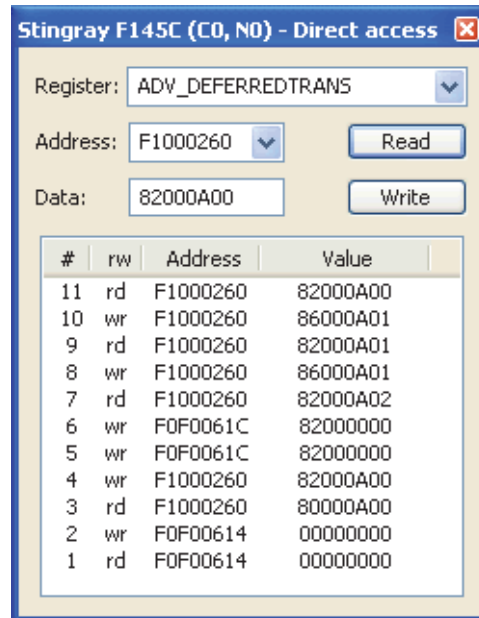 Stingray F145C (C0, N0) - Direct access
Register: ADV_DEFERREDTRANS
Address: F1000260 Read
Data: 82000A00 Write
# rw Address Value
11 rd F1000260 82000A00
10 wr F1000260 86000A01
9 rd F1000260 82000A01
8 wr F1000260 86000A01
7 rd F1000260 82000A02
6 wr F0F0061C 82000000
5 wr F0F0061C 82000000
4 wr F1000260 82000A00
3 rd F1000260 80000A00
2 wr F0F00614 00000000
1 rd F0F00614 00000000